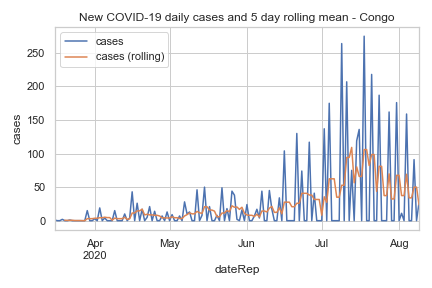 New COVID-19 daily cases and 5 day rolling mean - Congo
cases
cases (rolling)
250
200
150
100
50
0
cases
Apr
2020
May
Jun
Jul
Aug
dateRep